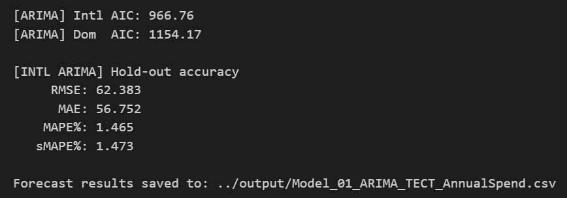 [ARIMA] Intl AIC: 966.76
[ARIMA] Dom  AIC: 1154.17
[INTL ARIMA] Hold-out accuracy
RMSE: 62.383
MAE: 56.752
MAPE%: 1.465
sMAPE%: 1.473
Forecast results saved to: ../output/Model_01_ARIMA_TECT_AnnualSpend.csv